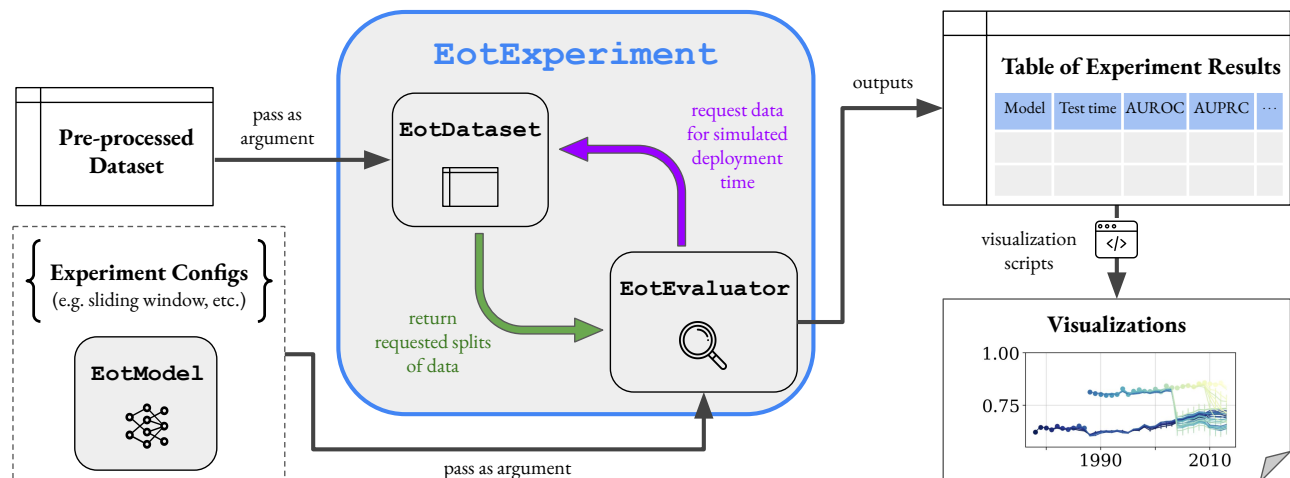 EotExperiment
Pre-processed
Dataset
pass as
argument
EotDataset
request data
for simulated
deployment
time
Experiment Configs
(e.g. sliding window, etc.)
EotModel
return
requested splits
of data
EotEvaluator
pass as argument
outputs
Table of Experiment Results
Model Test time AUROC AUPRC ...
visualization
scripts
</>
Visualizations
1.00
0.75
1990 2010